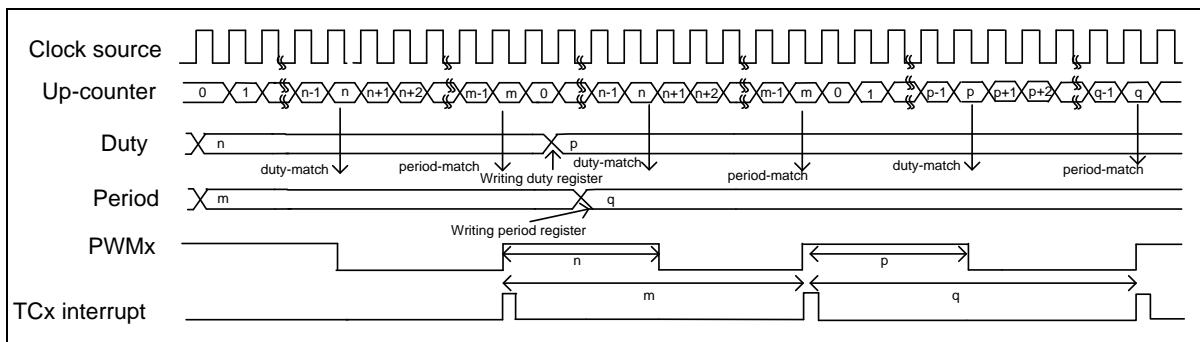 Clock source
Up-counter 0 1 n-1 n n+1 n+2 m-1 m 0 n-1 n n+1 n+2 m-1 m 0 1 p-1 p p+1 p+2 q-1 q
Duty n p
duty-match period-match Writing duty register duty-match period-match duty-match period-match
Period m q
Writing period register
PWMx n p
m q
TCx interrupt